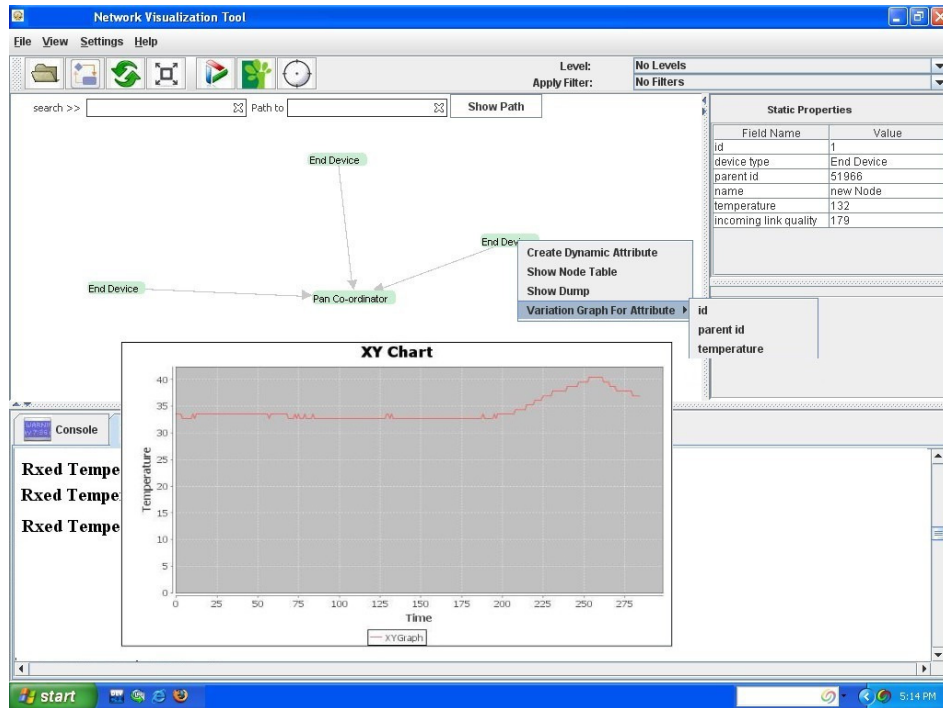 Network Visualization Tool
File View Settings Help
Level: No Levels
Apply Filter: No Filters
search >> Path to Show Path
Static Properties
Field Name Value
id 1
device type End Device
parent id 51966
name new Node
temperature 132
incoming link quality 179
End Device
End Devi
End Device
Pan Co-ordinator
Create Dynamic Attribute
Show Node Table
Show Dump
Variation Graph For Attribute
id
parent id
temperature
XY Chart
40
35
30
25
20
15
10
5
0
Temperature
0 25 50 75 100 125 150 175 200 225 250 275
Time
XYGraph
Console
Rxed Tempe
Rxed Temper
Rxed Tempe
start
5:14 PM